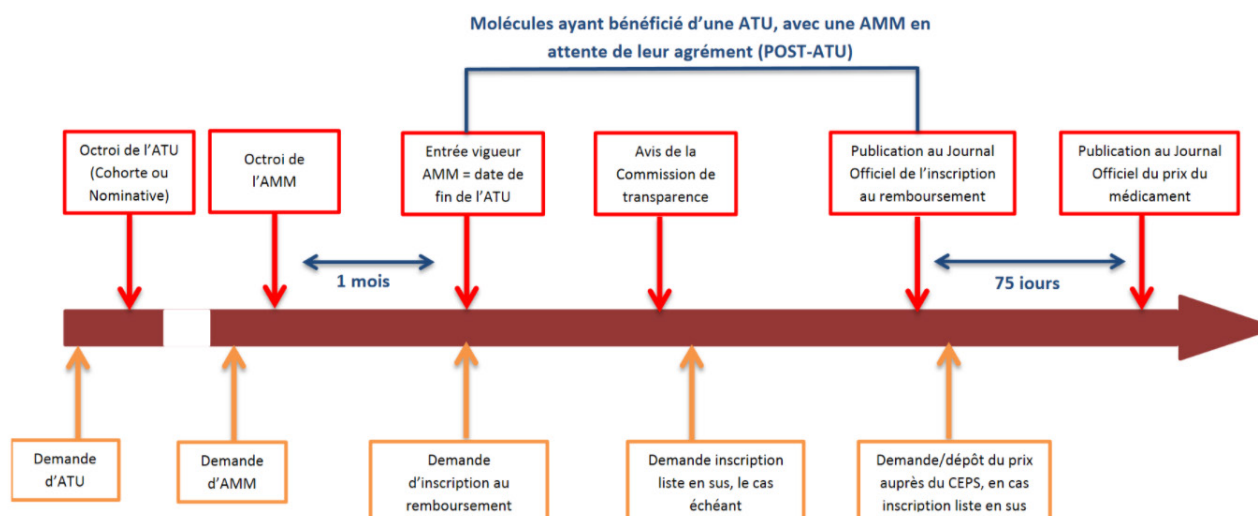 Molécules ayant bénéficié d’une ATU, avec une AMM en
attente de leur agrément (POST-ATU)
Octroi de l’ATU
(Cohorte ou
Nominative)
Octroi de
l’AMM
Entrée vigueur
AMM = date de
fin de l’ATU
Avis de la
Commission de
transparence
Publication au Journal
Officiel de l’inscription
au remboursement
Publication au Journal
Officiel du prix du
médicament
1 mois
75 iours
Demande
d’ATU
Demande
d’AMM
Demande
d’inscription au
remboursement
Demande inscription
liste en sus, le cas
échéant
Demande/dépôt du prix
auprès du CEPS, en cas
inscription liste en sus